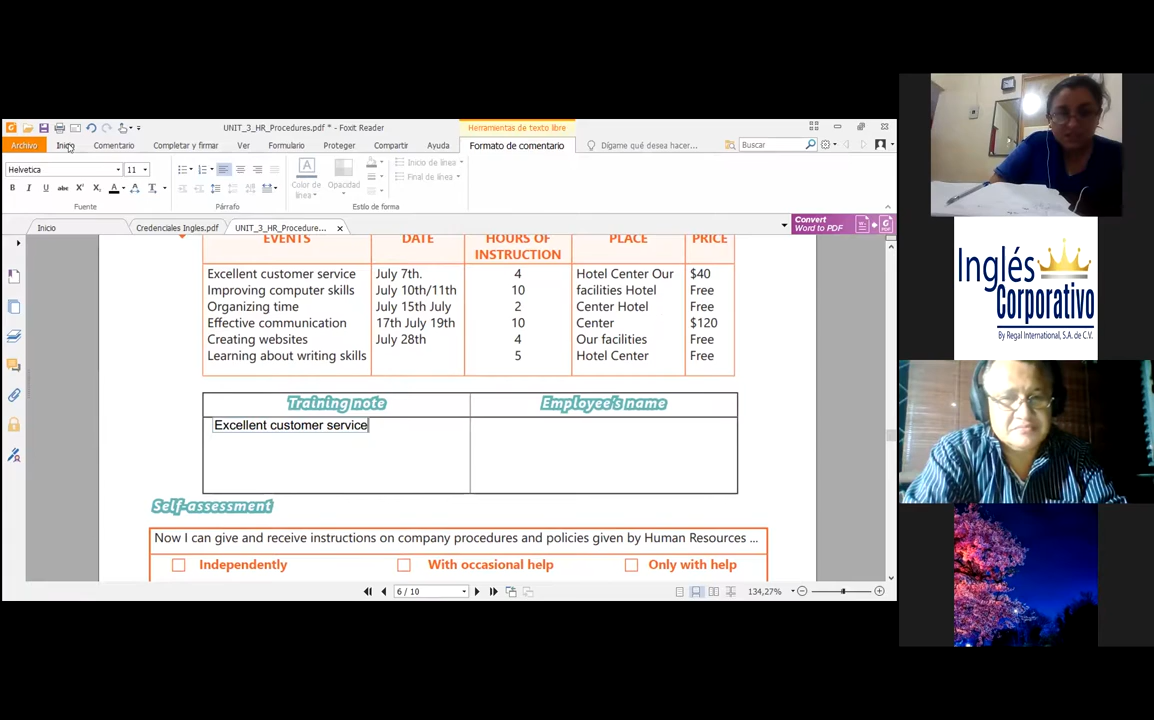 UNIT_3_HR_Procedures.pdf * - Foxit Reader
Herramientas de texto libre
Archivo Inicio Comentario Completar y firmar Ver Formulario Proteger Compartir Ayuda Formato de comentario Dígame qué desea hacer... Buscar
Helvetica 11
Color de línea
Opacidad
Inicio de línea
Final de línea
Fuente Párrafo Estilo de forma
Inicio Credenciales Ingles.pdf UNIT_3_HR_Procedure...
Convert
Word to PDF
EVENTS DATE HOURS OF INSTRUCTION PLACE PRICE
Excellent customer service July 7th. 4 Hotel Center Our $40
Improving computer skills July 10th/11th 10 facilities Hotel Free
Organizing time July 15th July 2 Center Hotel Free
Effective communication 17th July 19th 10 Center $120
Creating websites July 28th 4 Our facilities Free
Learning about writing skills 5 Hotel Center Free
Training note Employee's name
Excellent customer service
Self-assessment
Now I can give and receive instructions on company procedures and policies given by Human Resources ...
Independently With occasional help Only with help
6 / 10 134,27%
Inglés
Corporativo
By Regal International, S.A. de C.V.